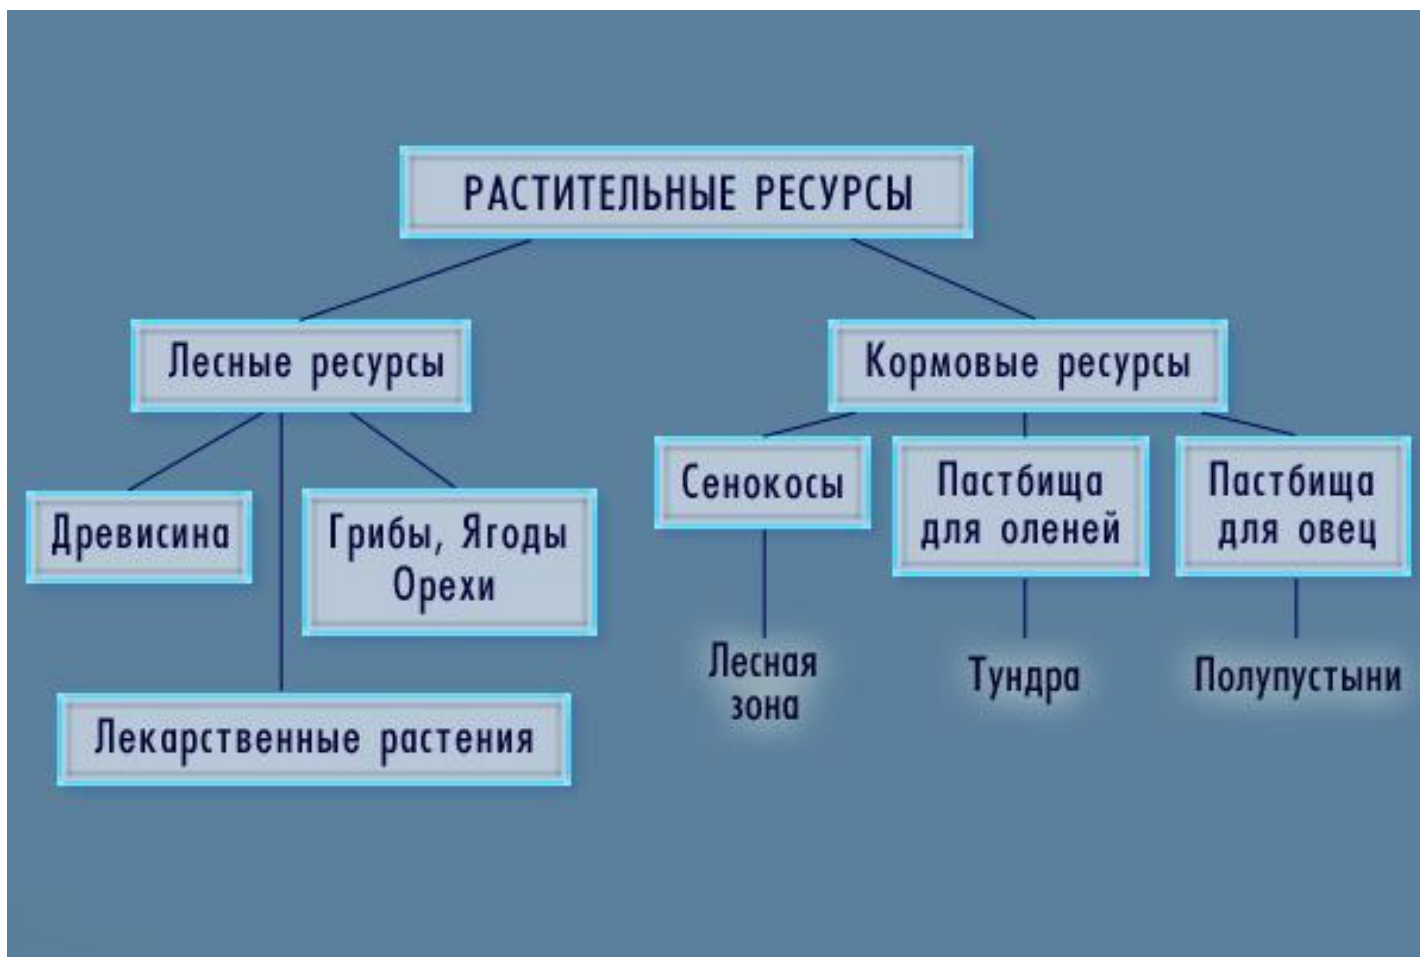 РАСТИТЕЛЬНЫЕ РЕСУРСЫ
Лесные ресурсы
Кормовые ресурсы
Древисина
Грибы, Ягоды
Орехи
Лекарственные растения
Сенокосы
Пастбища
для оленей
Пастбища
для овец
Лесная
зона
Тундра
Полупустыни